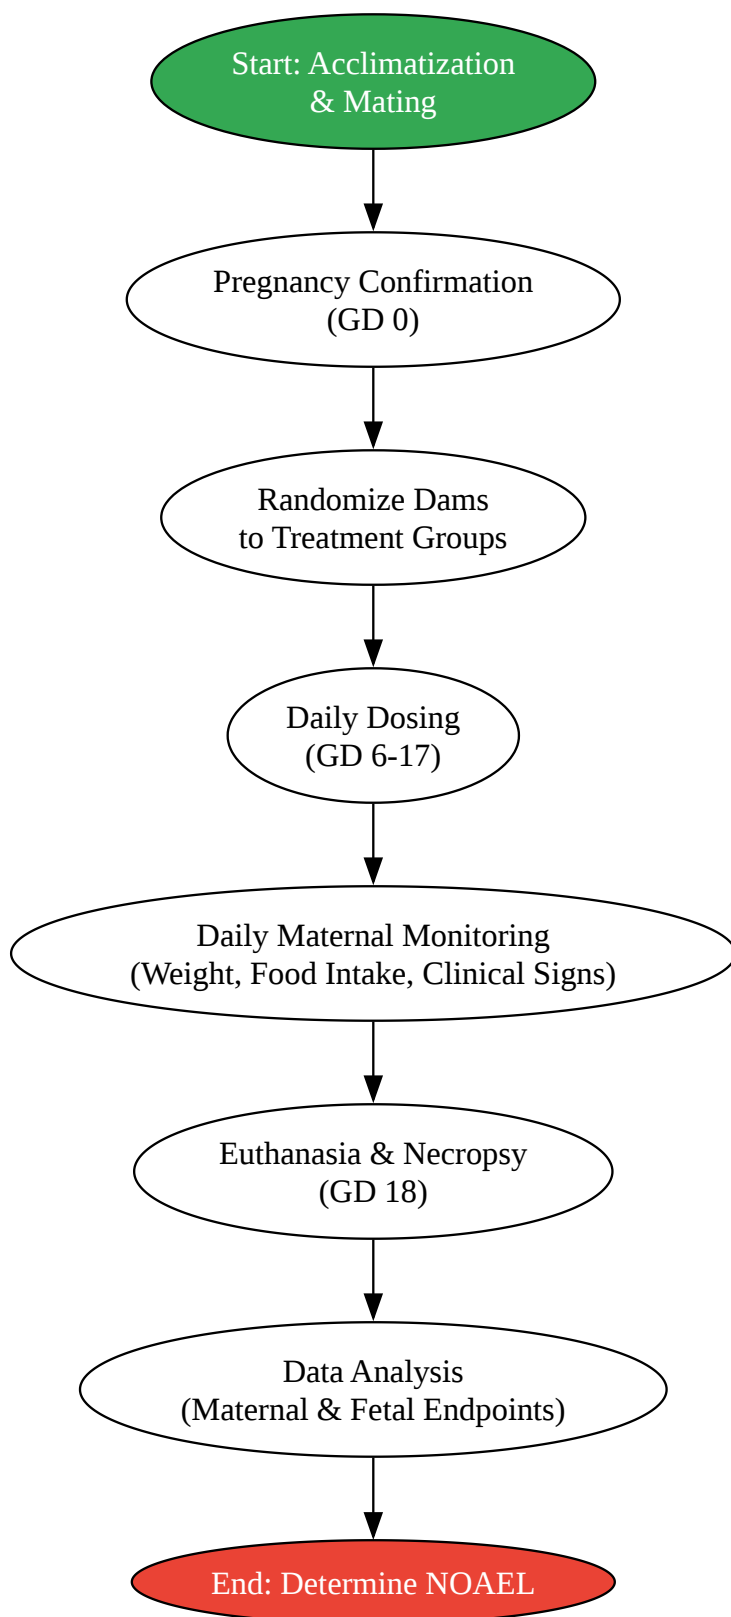 Start: Acclimatization
& Mating
Pregnancy Confirmation
(GD 0)
Randomize Dams
to Treatment Groups
Daily Dosing
(GD 6-17)
Daily Maternal Monitoring
(Weight, Food Intake, Clinical Signs)
Euthanasia & Necropsy
(GD 18)
Data Analysis
(Maternal & Fetal Endpoints)
End: Determine NOAEL